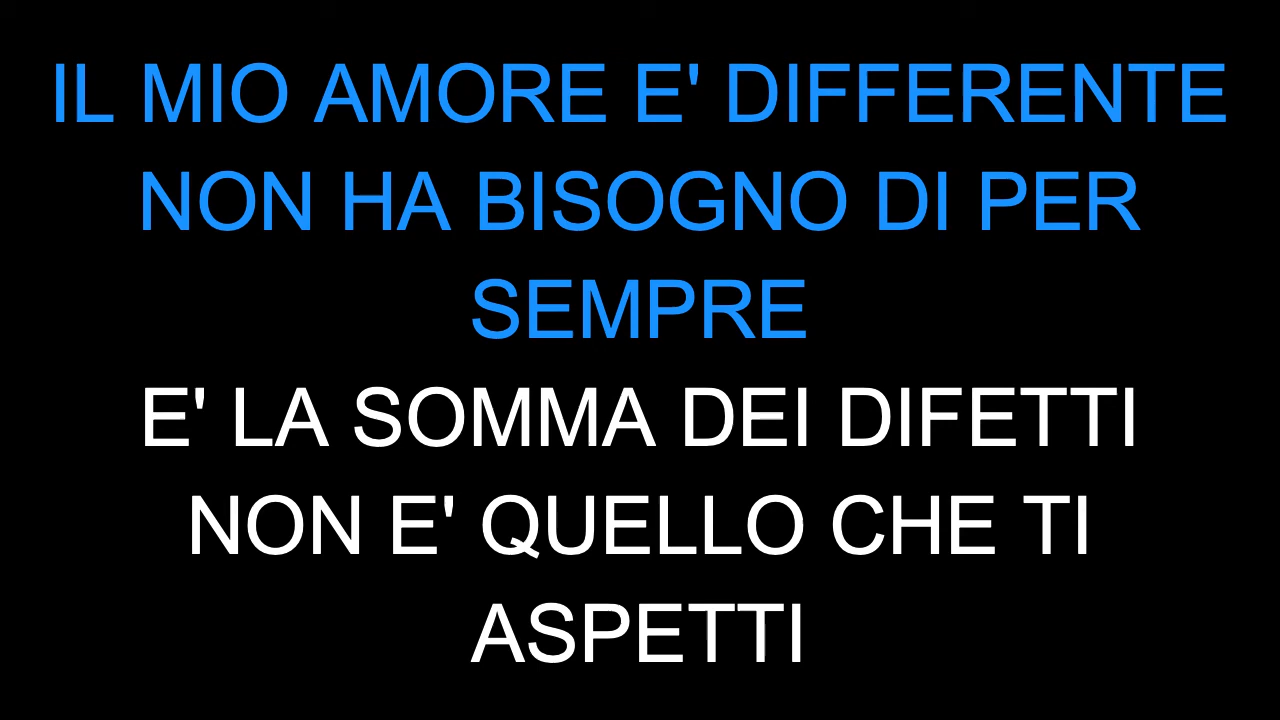 IL MIO AMORE E' DIFFERENTE
NON HA BISOGNO DI PER
SEMPRE
E' LA SOMMA DEI DIFETTI
NON E' QUELLO CHE TI
ASPETTI